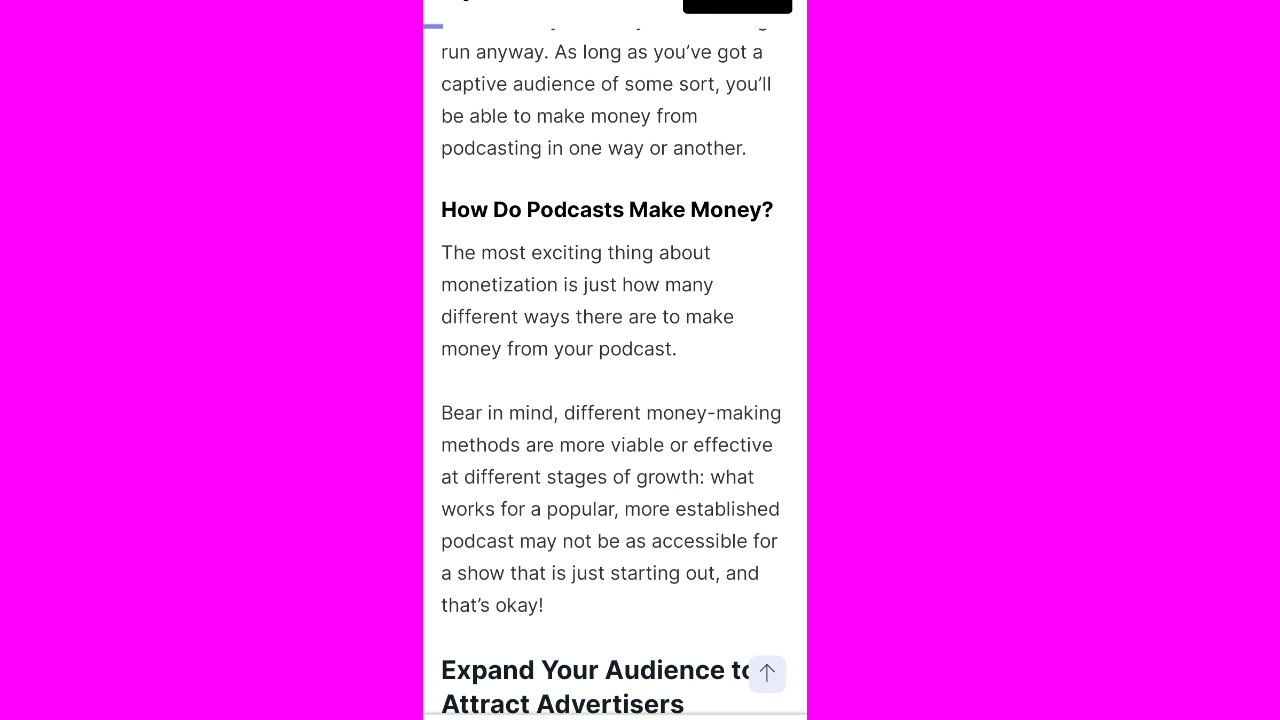 run anyway. As long as you’ve got a
captive audience of some sort, you’ll
be able to make money from
podcasting in one way or another.
How Do Podcasts Make Money?
The most exciting thing about
monetization is just how many
different ways there are to make
money from your podcast.
Bear in mind, different money-making
methods are more viable or effective
at different stages of growth: what
works for a popular, more established
podcast may not be as accessible for
a show that is just starting out, and
that’s okay!
Expand Your Audience to
Attract Advertisers